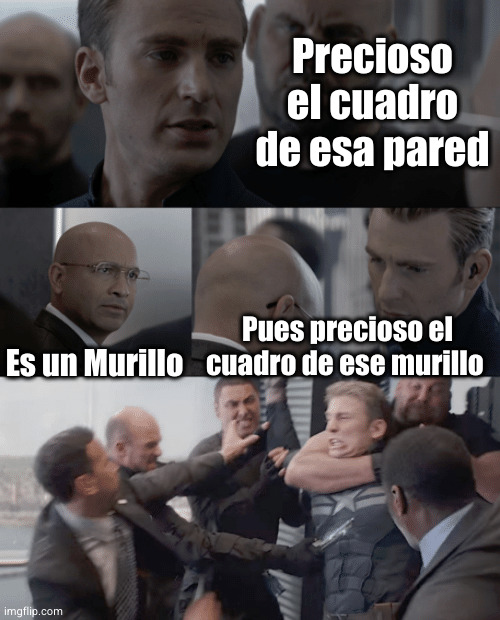 Precioso
el cuadro
de esa pared
Es un Murillo
Pues precioso el
cuadro de ese murillo
imgflip.com